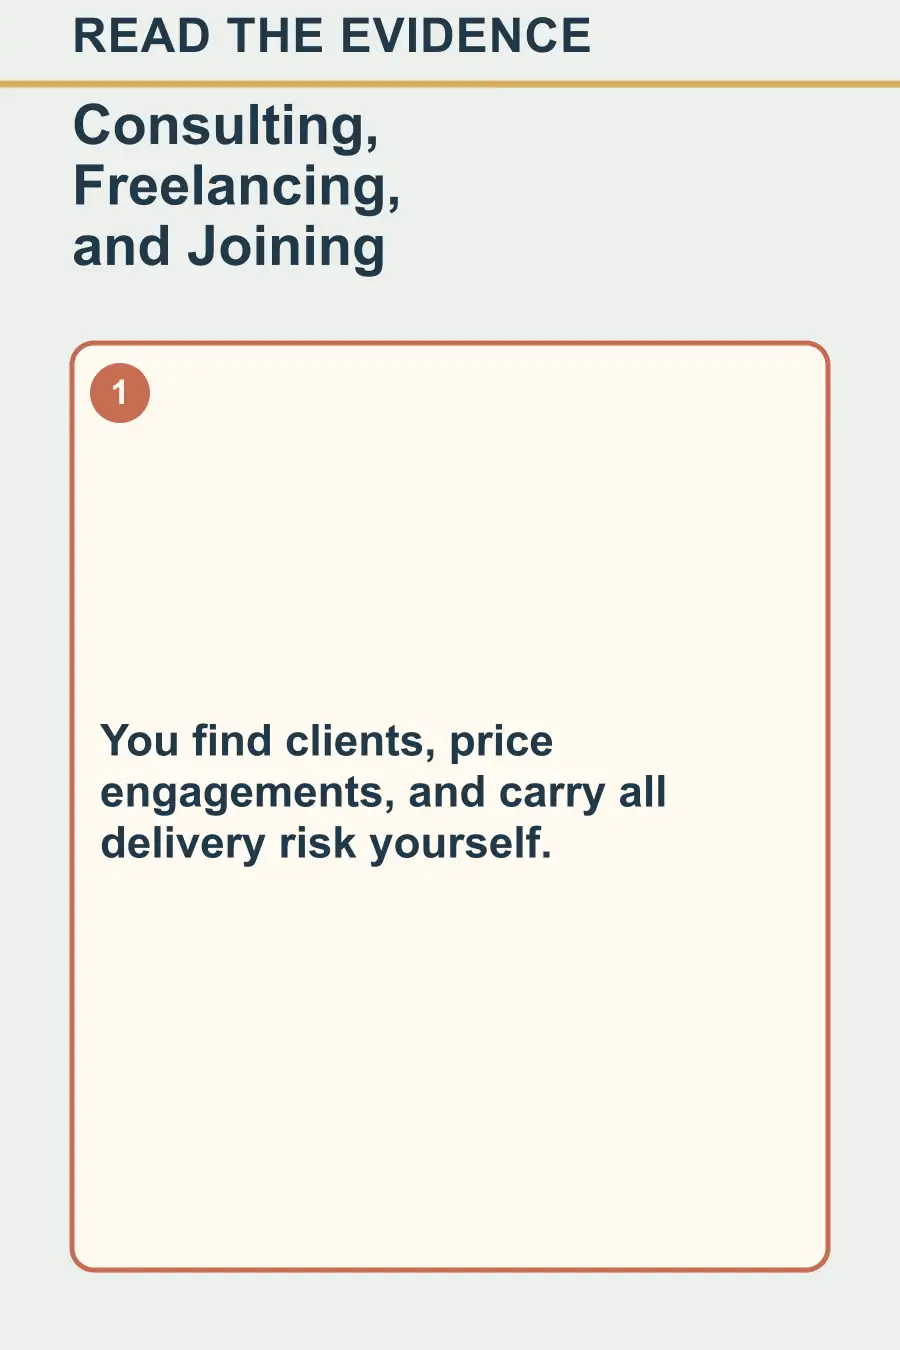 READ THE EVIDENCE
Consulting,
Freelancing,
and Joining
1
You find clients, price
engagements, and carry all
delivery risk yourself.